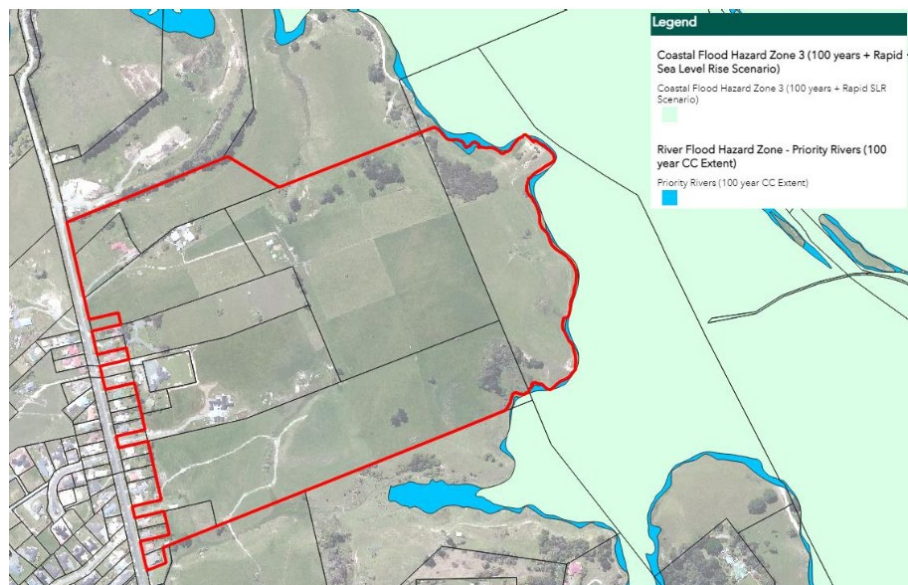 Legend
Coastal Flood Hazard Zone 3 (100 years + Rapid
Sea Level Rise Scenario)
Coastal Flood Hazard Zone 3 (100 years + Rapid SLR
Scenario)
River Flood Hazard Zone - Priority Rivers (100
year CC Extent)
Priority Rivers (100 year CC Extent)